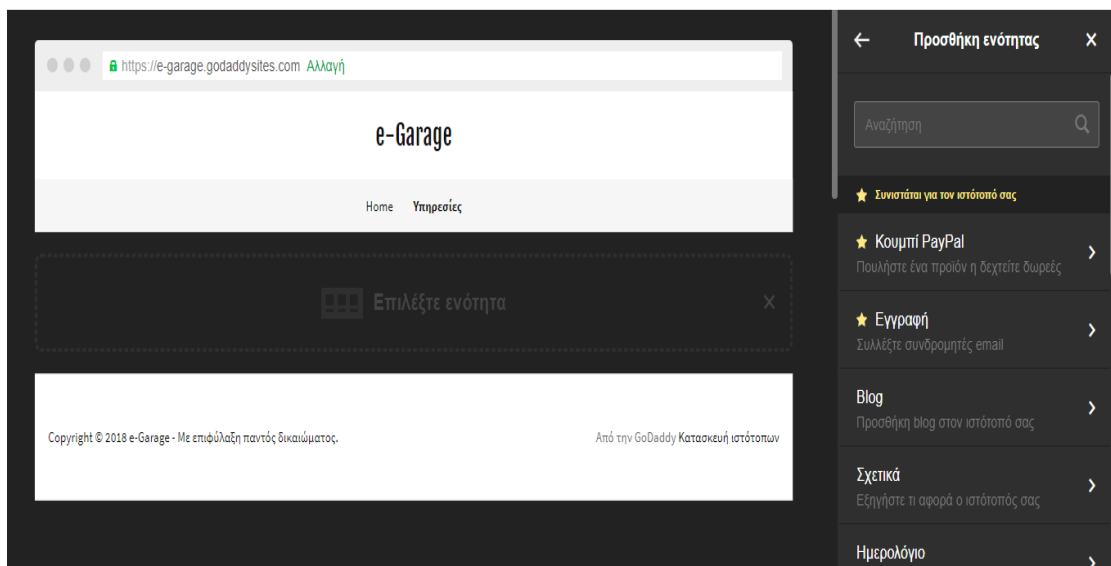 https://e-garage.godaddysites.com Αλλαγή
e-Garage
Home Υπηρεσίες
Επιλέξτε ενότητα
Copyright © 2018 e-Garage - Με επιφύλαξη παντός δικαιώματος.
Από την GoDaddy Κατασκευή ιστότοπων
Προσθήκη ενότητας
Αναζήτηση
Συνιστάται για τον ιστότοπό σας
Κουμπί PayPal
Πουλήστε ένα προϊόν η δεχτείτε δωρεές
Εγγραφή
Συλλέξτε συνδρομητές email
Blog
Προσθήκη blog στον ιστότοπό σας
Σχετικά
Εξηγήστε τι αφορά ο ιστότοπός σας
Ημερολόγιο